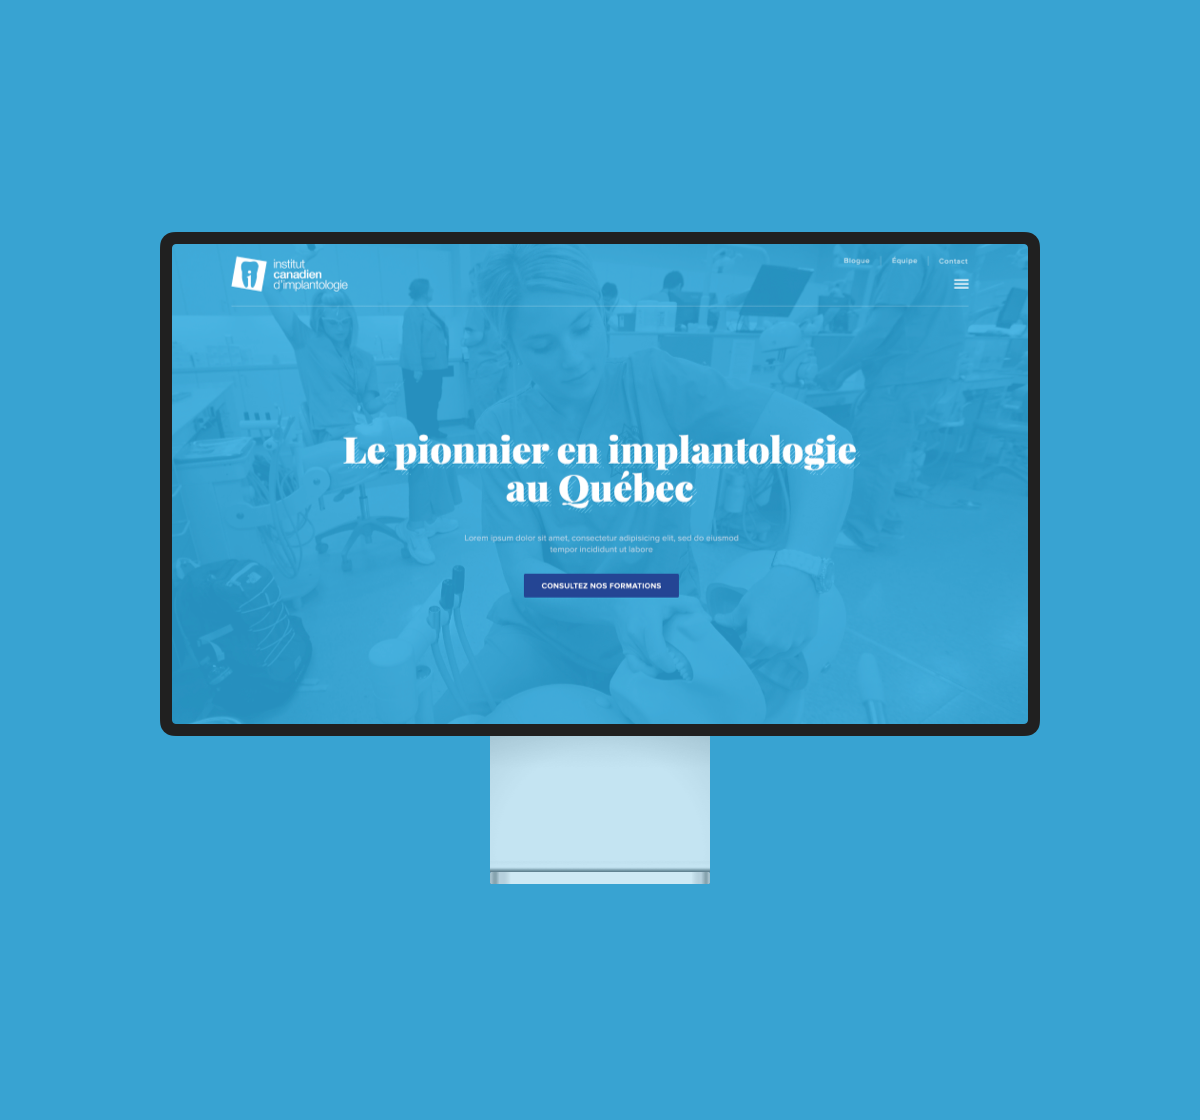 institut
canadien
d'implantologie
Blogue
Équipe
Contact
Le pionnier en implantologie
au Québec
Lorem ipsum dolor sit amet, consectetur adipisicing elit, sed do eiusmod
tempor incididunt ut labore
CONSULTEZ NOS FORMATIONS